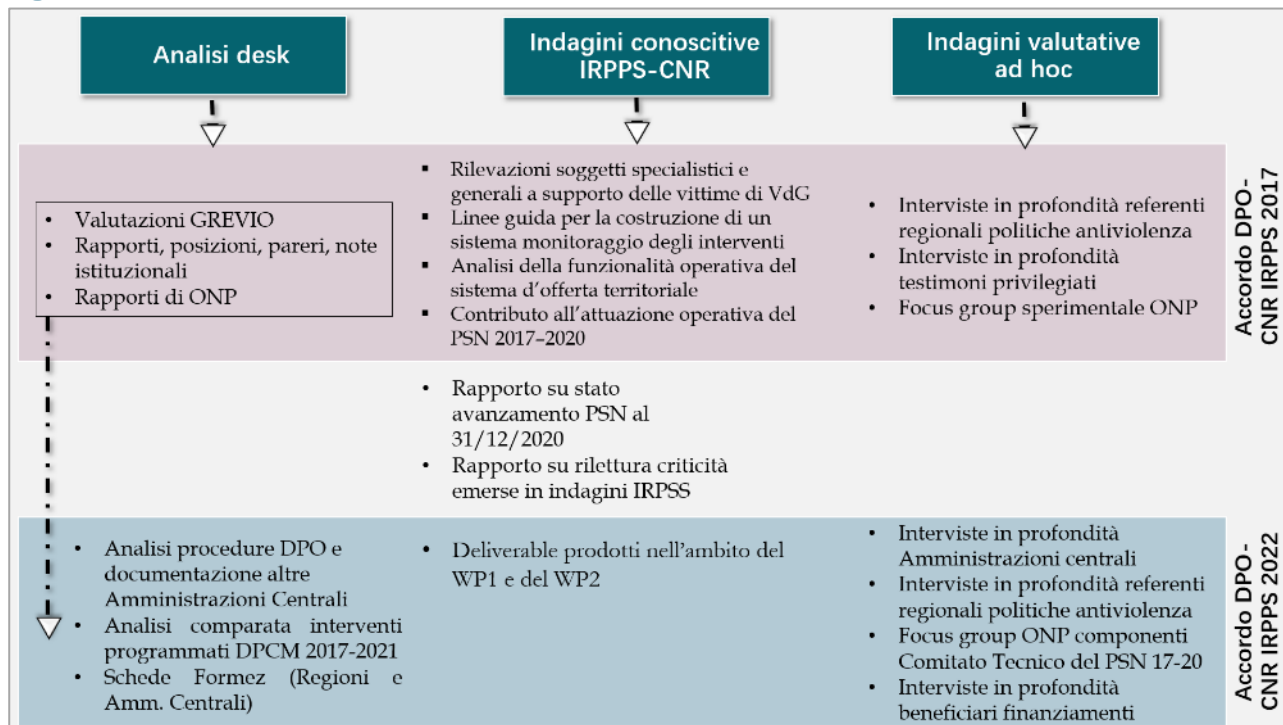 Analisi desk
Indagini conoscitive
IRPPS-CNR
Indagini valutative
ad hoc
• Valutazioni GREVIO
• Rapporti, posizioni, pareri, note
istituzionali
• Rapporti di ONP
▪ Rilevazioni soggetti specialistici e
generali a supporto delle vittime di VdG
▪ Linee guida per la costruzione di un
sistema monitoraggio degli interventi
▪ Analisi della funzionalità operativa del
sistema d'offerta territoriale
▪ Contributo all'attuazione operativa del
PSN 2017–2020
• Interviste in profondità referenti
regionali politiche antiviolenza
• Interviste in profondità
testimoni privilegiati
• Focus group sperimentale ONP
Accordo DPO-
CNR IRPPS 2017
• Rapporto su stato
avanzamento PSN al
31/12/2020
• Rapporto su rilettura criticità
emerse in indagini IRPSS
• Analisi procedure DPO e
documentazione altre
Amministrazioni Centrali
• Analisi comparata interventi
programmati DPCM 2017-2021
• Schede Formez (Regioni e
Amm. Centrali)
• Deliverable prodotti nell'ambito del
WP1 e del WP2
• Interviste in profondità
Amministrazioni centrali
• Interviste in profondità referenti
regionali politiche antiviolenza
• Focus group ONP componenti
Comitato Tecnico del PSN 17-20
• Interviste in profondità
beneficiari finanziamenti
Accordo DPO-
CNR IRPPS 2022